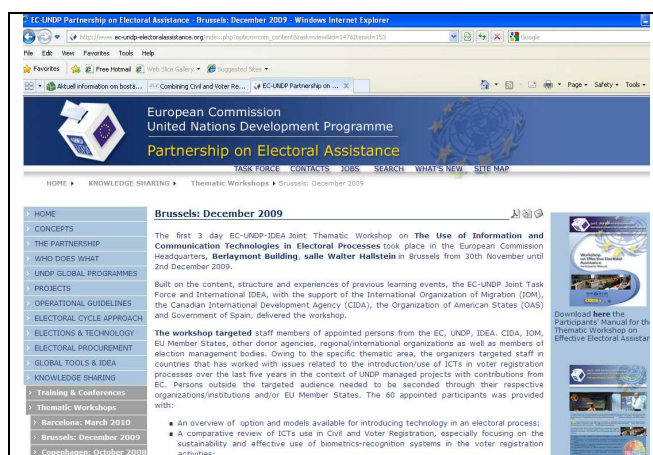 EC-UNDP Partnership on Electoral Assistance - Brussels: December 2009 - Windows Internet Explorer
http://www.ec-undp-electoralassistance.org/index.php?option=com_content&task=view&id=147&Itemid=153
Google
File Edit View Favorites Tools Help
Favorites Free Hotmail Web Slice Gallery Suggested Sites
Aktuell information om bostä... Combining Civil and Voter Re... EC-UNDP Partnership on ... X
Page Safety Tools
European Commission
United Nations Development Programme
Partnership on Electoral Assistance
TASK FORCE CONTACTS JOBS SEARCH WHAT'S NEW SITE MAP
HOME KNOWLEDGE SHARING Thematic Workshops Brussels: December 2009
HOME
CONCEPTS
THE PARTNERSHIP
WHO DOES WHAT
UNDP GLOBAL PROGRAMMES
PROJECTS
OPERATIONAL GUIDELINES
ELECTORAL CYCLE APPROACH
ELECTIONS & TECHNOLOGY
ELECTORAL PROCUREMENT
GLOBAL TOOLS & IDEA
KNOWLEDGE SHARING
Training & Conferences
Thematic Workshops
Barcelona: March 2010
Brussels: December 2009
Copenhagen: October 2008
Brussels: December 2009
The first 3 day EC-UNDP-IDEA Joint Thematic Workshop on The Use of Information and
Communication Technologies in Electoral Processes took place in the European Commission
Headquarters, Berlaymont Building, salle Walter Hallstein in Brussels from 30th November until
2nd December 2009.
Built on the content, structure and experiences of previous learning events, the EC-UNDP Joint Task
Force and International IDEA, with the support of the International Organization of Migration (IOM),
the Canadian International Development Agency (CIDA), the Organization of American States (OAS)
and Government of Spain, delivered the workshop.
The workshop targeted staff members of appointed persons from the EC, UNDP, IDEA. CIDA, IOM,
EU Member States, other donor agencies, regional/international organizations as well as members of
election management bodies. Owing to the specific thematic area, the organizers targeted staff in
countries that has worked with issues related to the introduction/use of ICTs in voter registration
processes over the last five years in the context of UNDP managed projects with contributions from
EC. Persons outside the targeted audience needed to be seconded through their respective
organizations/institutions and/or EU Member States. The 60 appointed participants was provided
with:
An overview of option and models available for introducing technology in an electoral process;
A comparative review of ICTs use in Civil and Voter Registration, especially focusing on the
sustainability and effective use of biometrics-recognition systems in the voter registration
activities;
Workshop
on Effective Electoral Assistance
Download here the
Participants' Manual for the
Thematic Workshop on
Effective Electoral Assistan